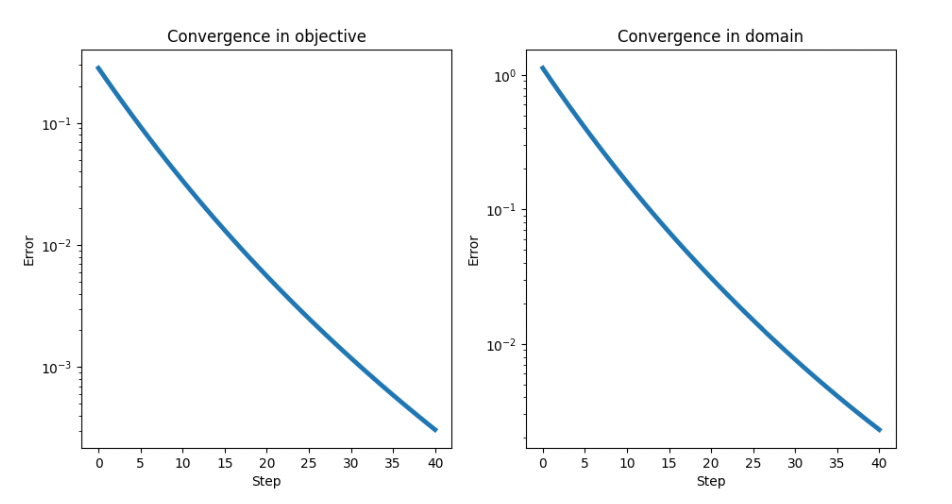 Convergence in objective
Error
10⁻¹
10⁻²
10⁻³
0 5 10 15 20 25 30 35 40
Step
Convergence in domain
Error
10⁰
10⁻¹
10⁻²
0 5 10 15 20 25 30 35 40
Step